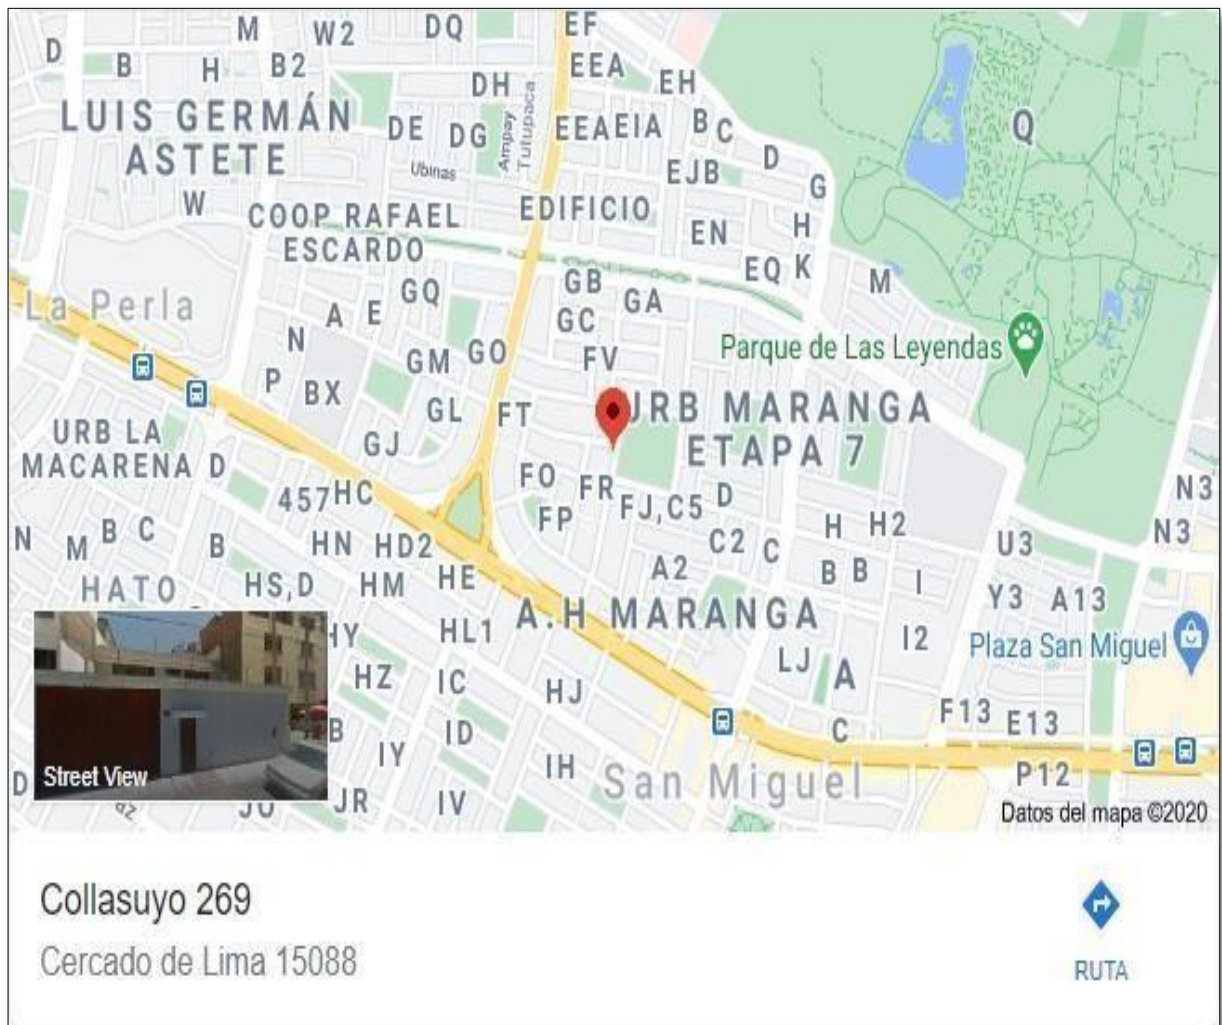 EF
M
W2
DQ
D
B
H
B2
EEA
DH
EH
LUIS GERMÁN
ASTETE
DE
DG
Ampay
Tutupaca
EEAEIA
B
C
Q
D
Ubinas
EJB
G
W
COOP RAFAEL
ESCARDO
EDIFICIO
EN
H
EQ
K
La Perla
GQ
GB
GA
M
A
E
GC
N
GM
GO
FV
Parque de Las Leyendas
P
BX
GL
FT
URB MARANGA
ETAPA 7
URB LA
MACARENA
D
GJ
FO
FR
FJ,C5
D
N3
457
HC
FP
H
H2
N3
N
M
B
C
B
HN
HD2
C2
C
U3
HATO
HS,D
HM
HE
A2
B
B
I
Y3
A13
HY
HL1
A.H MARANGA
I2
Plaza San Miguel
HZ
IC
HJ
LJ
A
B
ID
F13
E13
IY
C
D
IH
San Miguel
P12
Street View
JR
IV
Datos del mapa ©2020
Collasuyo 269
Cercado de Lima 15088
RUTA